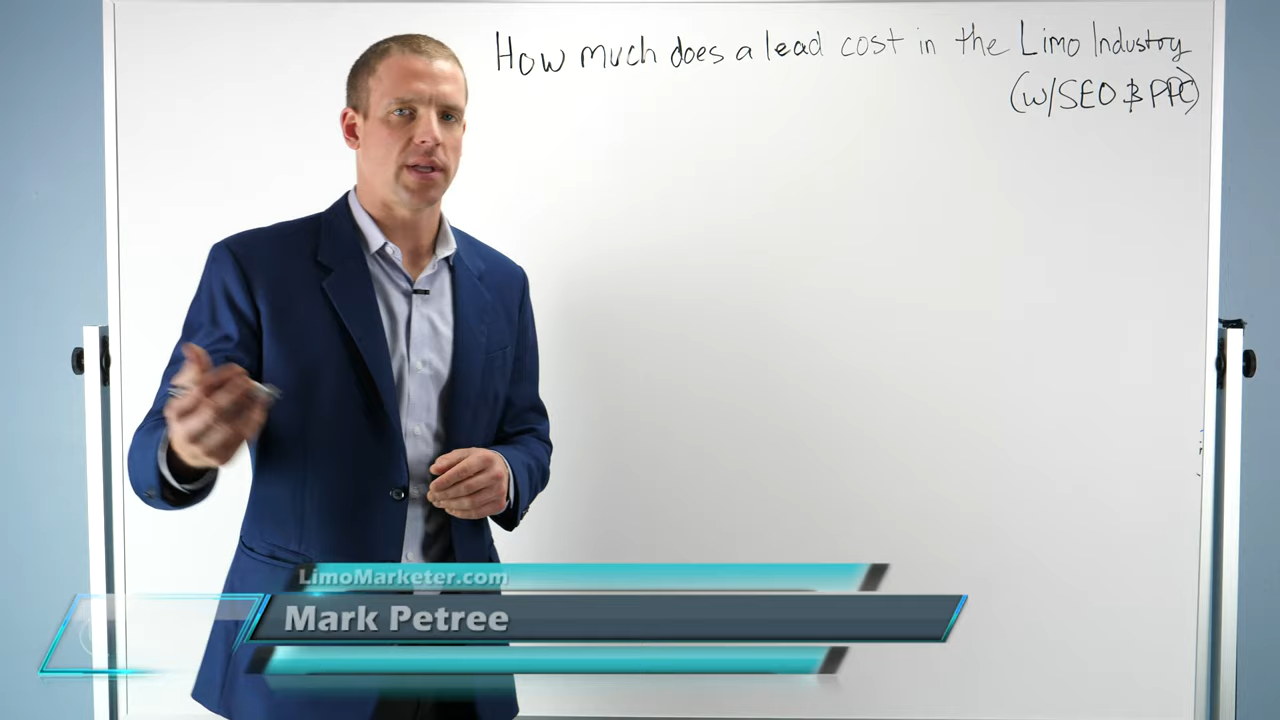 How much does a lead cost in the Limo Industry
(w/SEO & PPC)
LimoMarketer.com
Mark Petree